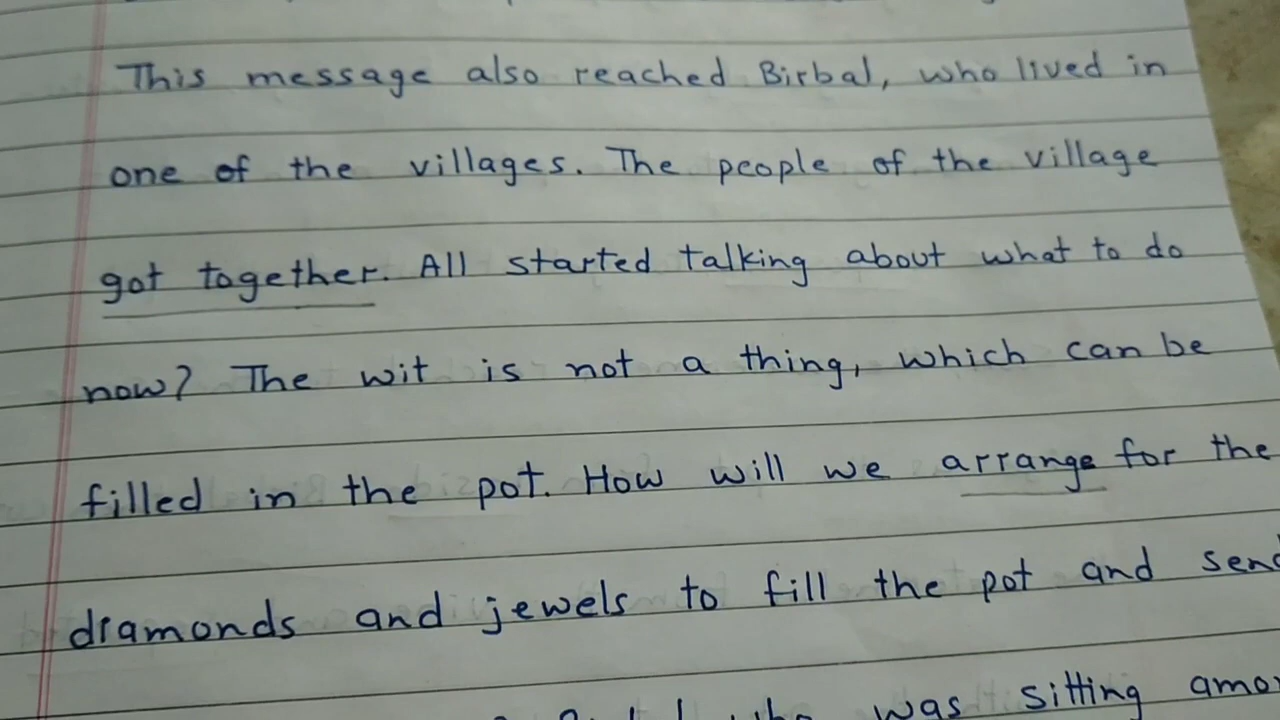 This message also reached Birbal, who lived in
one of the villages. The people of the village
got together. All started talking about what to do
now? The wit is not a thing, which can be
filled in the pot. How will we arrange for the
diamonds and jewels to fill the pot and send
was sitting